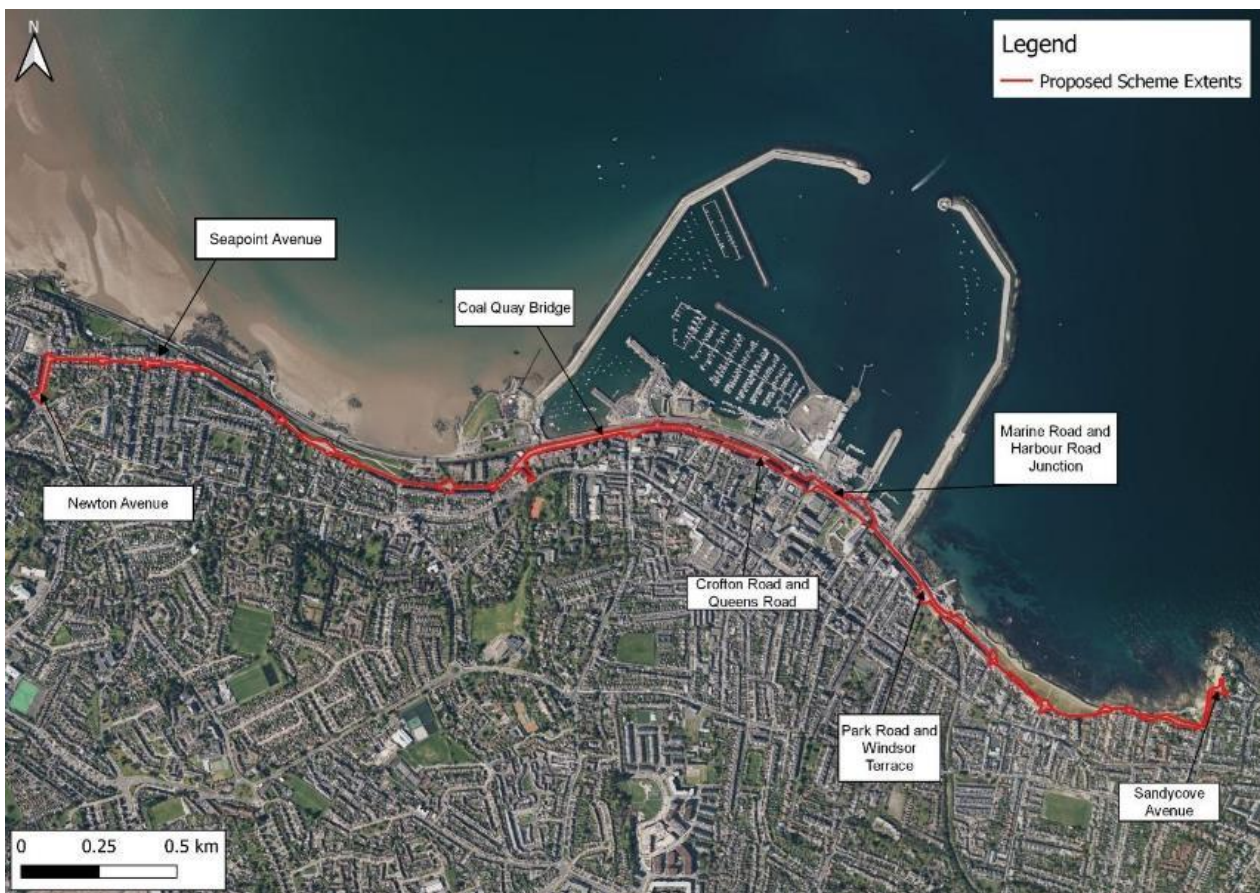 N
Legend
Proposed Scheme Extents
Seapoint Avenue
Coal Quay Bridge
Marine Road and
Harbour Road
Junction
Newton Avenue
Crofton Road and
Queens Road
Park Road and
Windsor
Terrace
Sandycove
Avenue
0 0.25 0.5 km